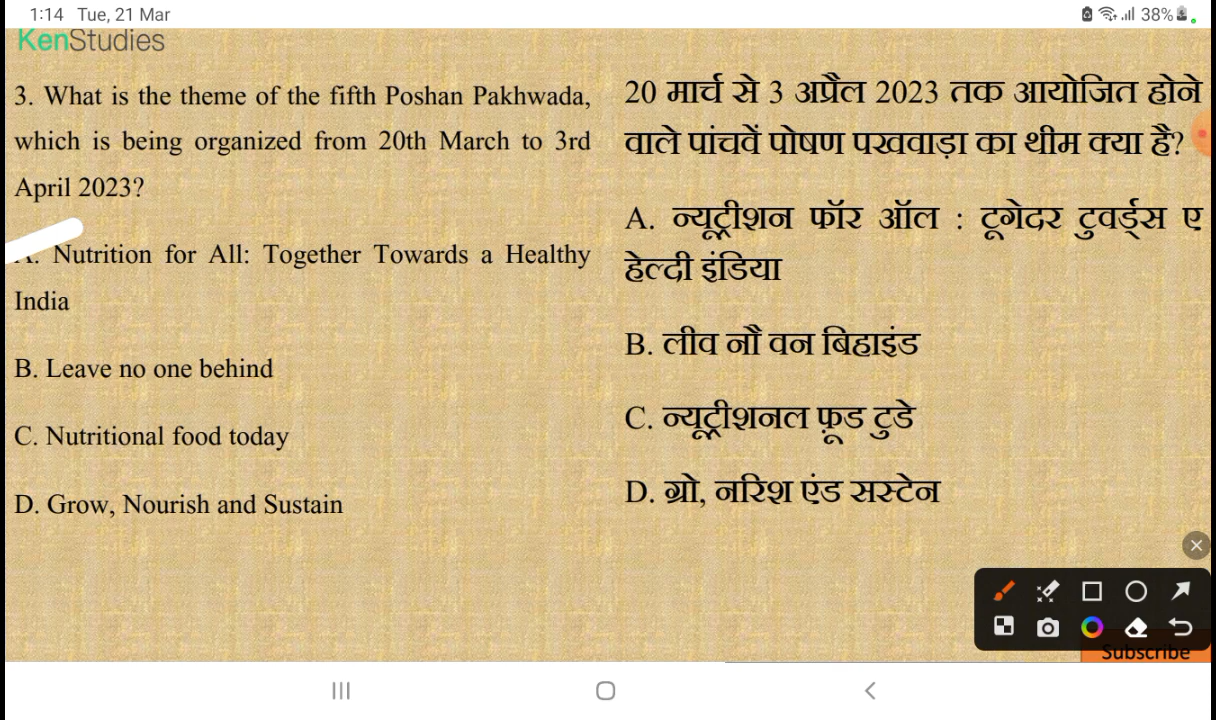 1:14 Tue, 21 Mar
38%
KenStudies
3. What is the theme of the fifth Poshan Pakhwada,
which is being organized from 20th March to 3rd
April 2023?
Nutrition for All: Together Towards a Healthy
India
B. Leave no one behind
C. Nutritional food today
D. Grow, Nourish and Sustain
20 मार्च से 3 अप्रैल 2023 तक आयोजित होने
वाले पांचवें पोषण पखवाड़ा का थीम क्या है?
A. न्यूट्रीशन फॉर ऑल : टूगेदर टुवर्ड्स ए
हेल्दी इंडिया
B. लीव नौ वन बिहाइंड
C. न्यूट्रीशनल फ़ूड टुडे
D. ग्रो, नरिश एंड सस्टेन
Subscribe